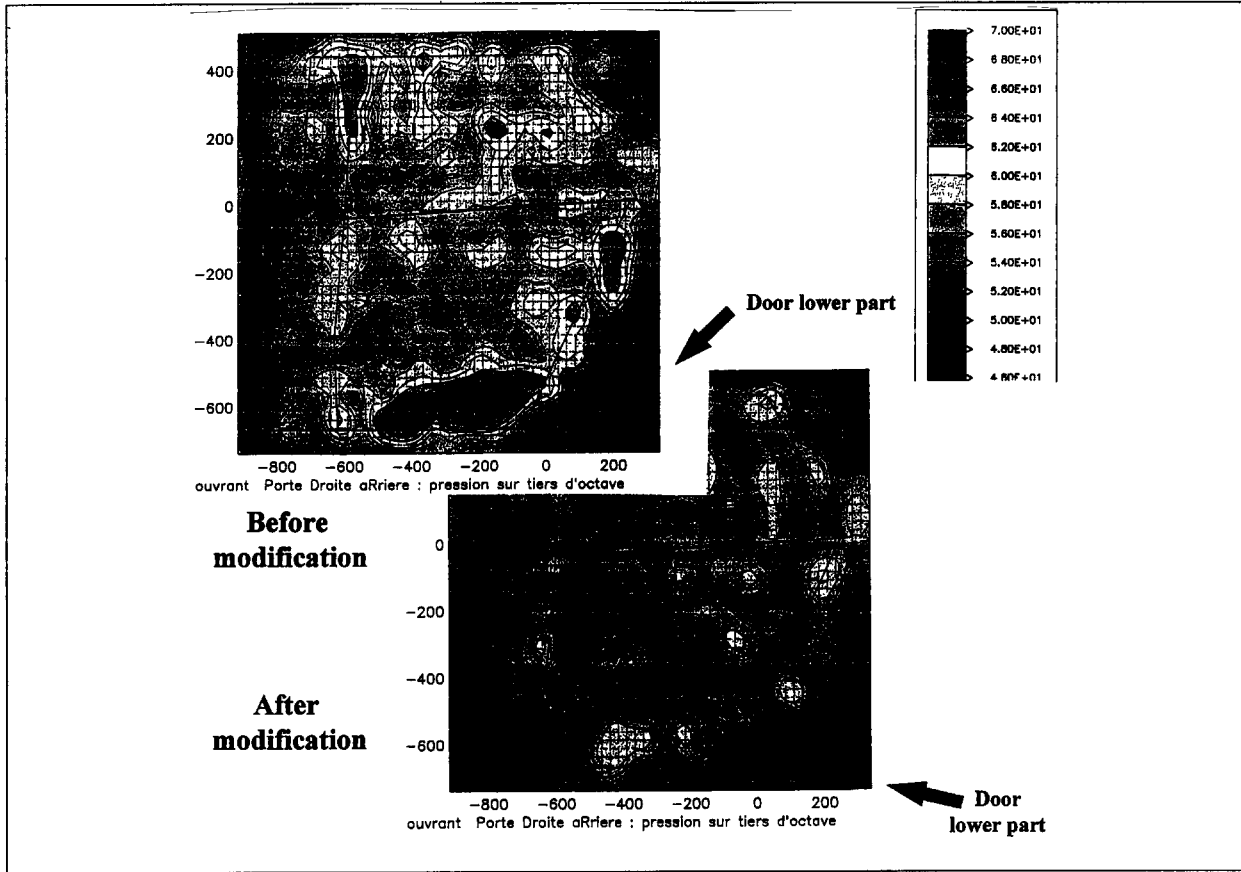 7.00E+01
6.80E+01
6.60E+01
6.40E+01
6.20E+01
6.00E+01
5.80E+01
5.60E+01
5.40E+01
5.20E+01
5.00E+01
4.80E+01
4.60E+01
400
200
0
-200
-400
-600
-800 -600 -400 -200 0 200
ouvrant Porte Droite aRriere : pression sur tiers d'octave
Door lower part
Before
modification
0
-200
-400
-600
-800 -600 -400 -200 0 200
ouvrant Porte Droite aRriere : pression sur tiers d'octave
After
modification
Door
lower part